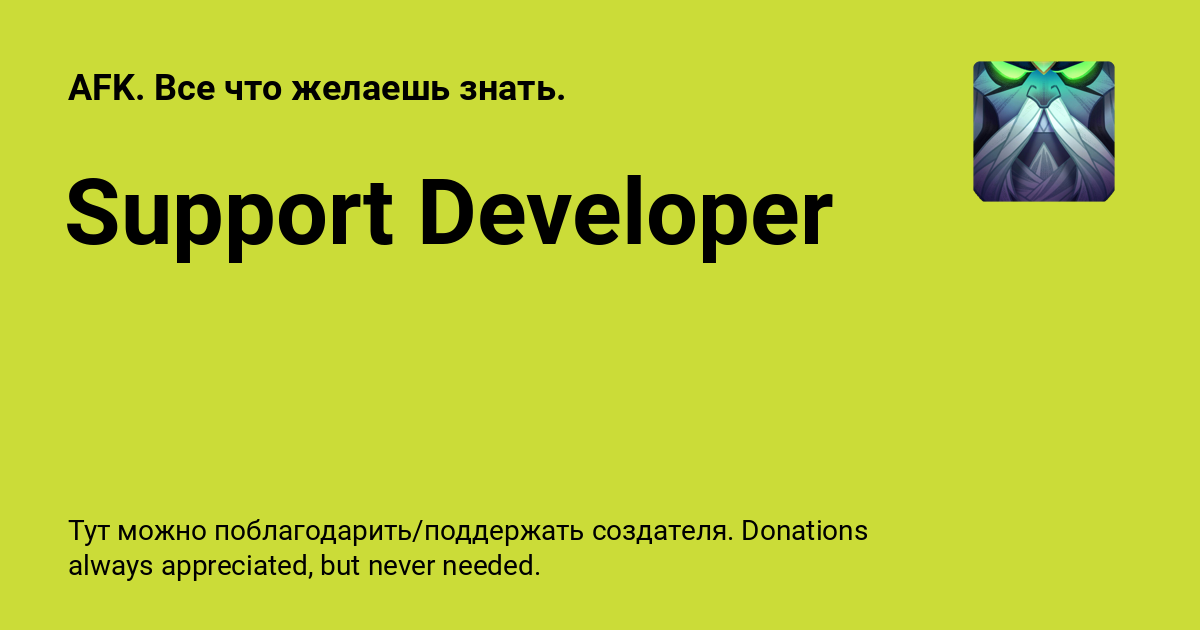 AFK. Все что желаешь знать.
Support Developer
Тут можно поблагодарить/поддержать создателя. Donations
always appreciated, but never needed.